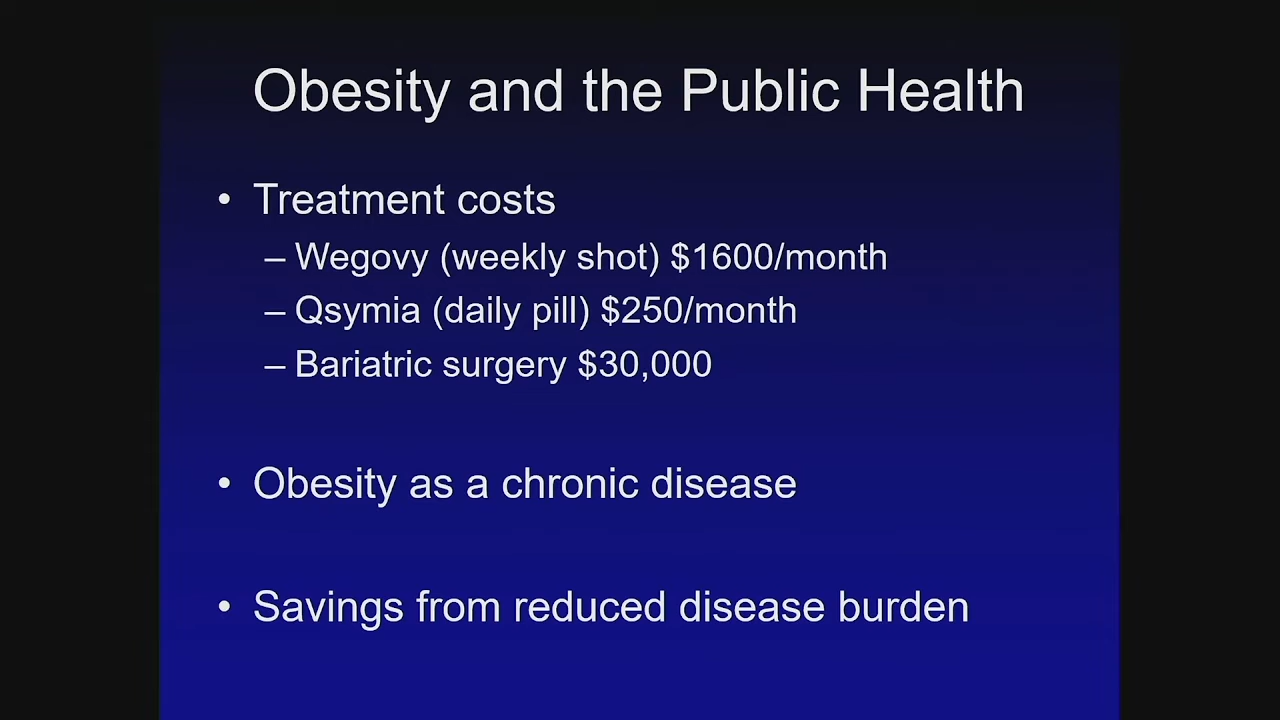 Obesity and the Public Health
• Treatment costs
– Wegovy (weekly shot) $1600/month
– Qsymia (daily pill) $250/month
– Bariatric surgery $30,000
• Obesity as a chronic disease
• Savings from reduced disease burden